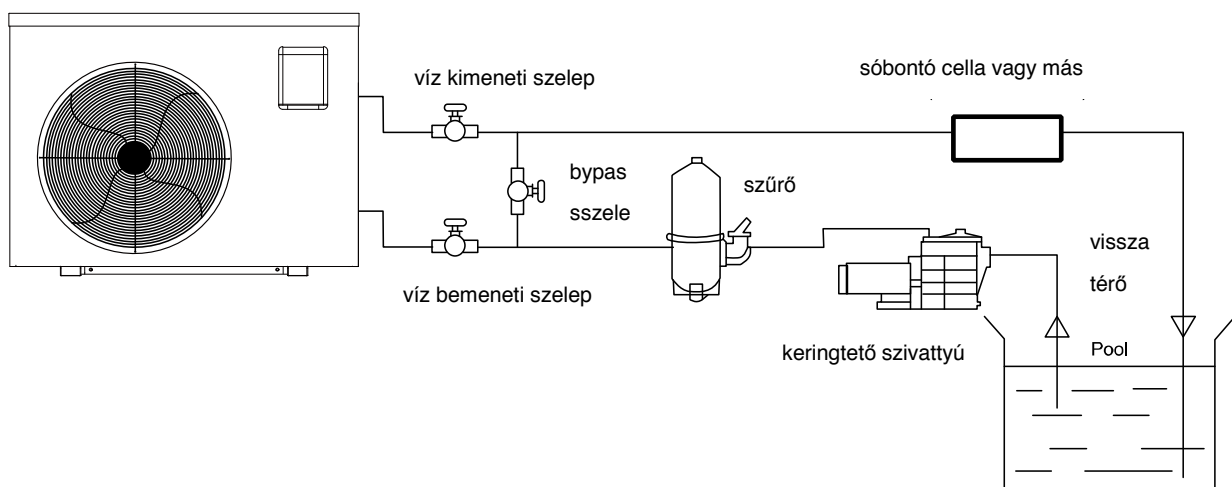 víz kimeneti szelep
sóbontó cella vagy más
bypas
sszele
szűrő
víz bemeneti szelep
vissza
térő
keringtető szivattyú
Pool